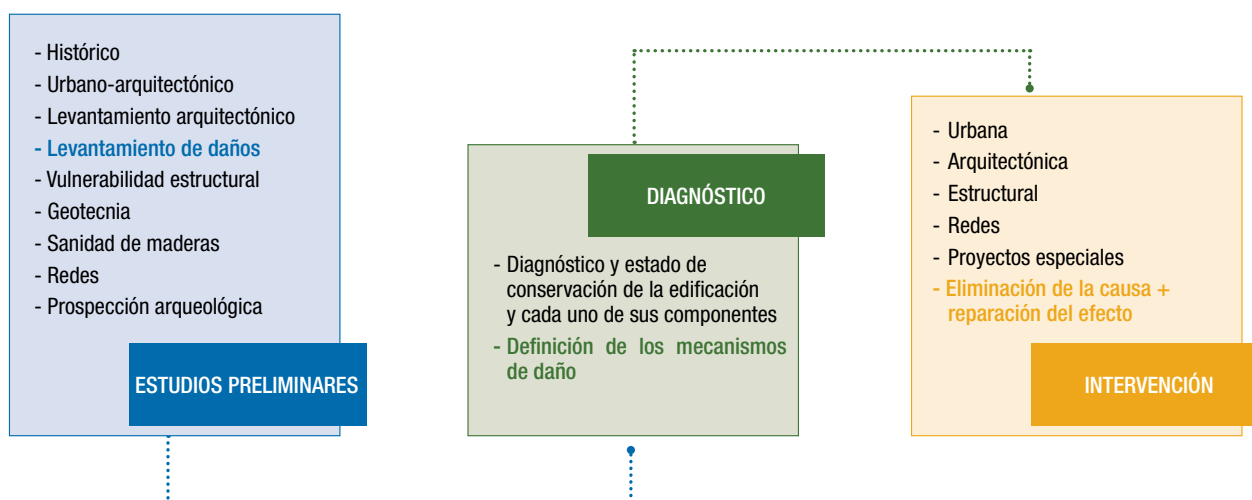 - Histórico
- Urbano-arquitectónico
- Levantamiento arquitectónico
- Levantamiento de daños
- Vulnerabilidad estructural
- Geotecnia
- Sanidad de maderas
- Redes
- Prospección arqueológica
ESTUDIOS PRELIMINARES
DIAGNÓSTICO
- Diagnóstico y estado de
conservación de la edificación
y cada uno de sus componentes
- Definición de los mecanismos
de daño
- Urbana
- Arquitectónica
- Estructural
- Redes
- Proyectos especiales
- Eliminación de la causa +
reparación del efecto
INTERVENCIÓN